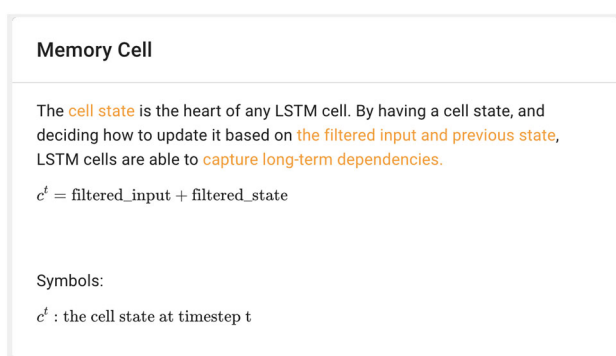 Memory Cell
The cell state is the heart of any LSTM cell. By having a cell state, and
deciding how to update it based on the filtered input and previous state,
LSTM cells are able to capture long-term dependencies.
cᵗ = filtered_input + filtered_state
Symbols:
cᵗ : the cell state at timestep t